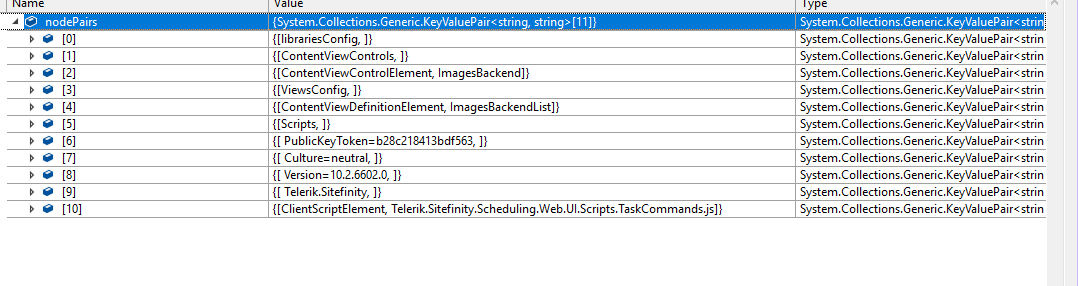 Name Value Type
nodePairs {System.Collections.Generic.KeyValuePair<string, string>[11]} System.Collections.Generic.KeyValuePair<strin
[0] {[librariesConfig, ]} System.Collections.Generic.KeyValuePair<strin
[1] {[ContentViewControls, ]} System.Collections.Generic.KeyValuePair<strin
[2] {[ContentViewControlElement, ImagesBackend]} System.Collections.Generic.KeyValuePair<strin
[3] {[ViewsConfig, ]} System.Collections.Generic.KeyValuePair<strin
[4] {[ContentViewDefinitionElement, ImagesBackendList]} System.Collections.Generic.KeyValuePair<strin
[5] {[Scripts, ]} System.Collections.Generic.KeyValuePair<strin
[6] {[ PublicKeyToken=b28c218413bdf563, ]} System.Collections.Generic.KeyValuePair<strin
[7] {[ Culture=neutral, ]} System.Collections.Generic.KeyValuePair<strin
[8] {[ Version=10.2.6602.0, ]} System.Collections.Generic.KeyValuePair<strin
[9] {[ Telerik.Sitefinity, ]} System.Collections.Generic.KeyValuePair<strin
[10] {[ClientScriptElement, Telerik.Sitefinity.Scheduling.Web.UI.Scripts.TaskCommands.js]} System.Collections.Generic.KeyValuePair<strin